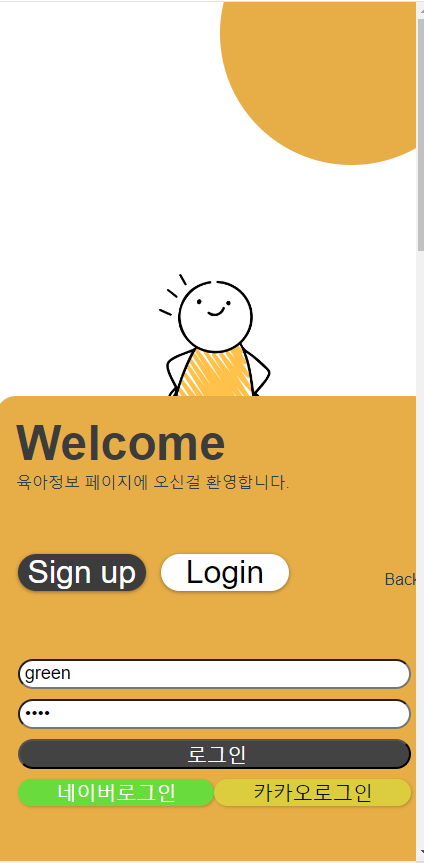 Welcome
육아정보 페이지에 오신걸 환영합니다.
Sign up
Login
Back
green
••••
로그인
네이버로그인
카카오로그인